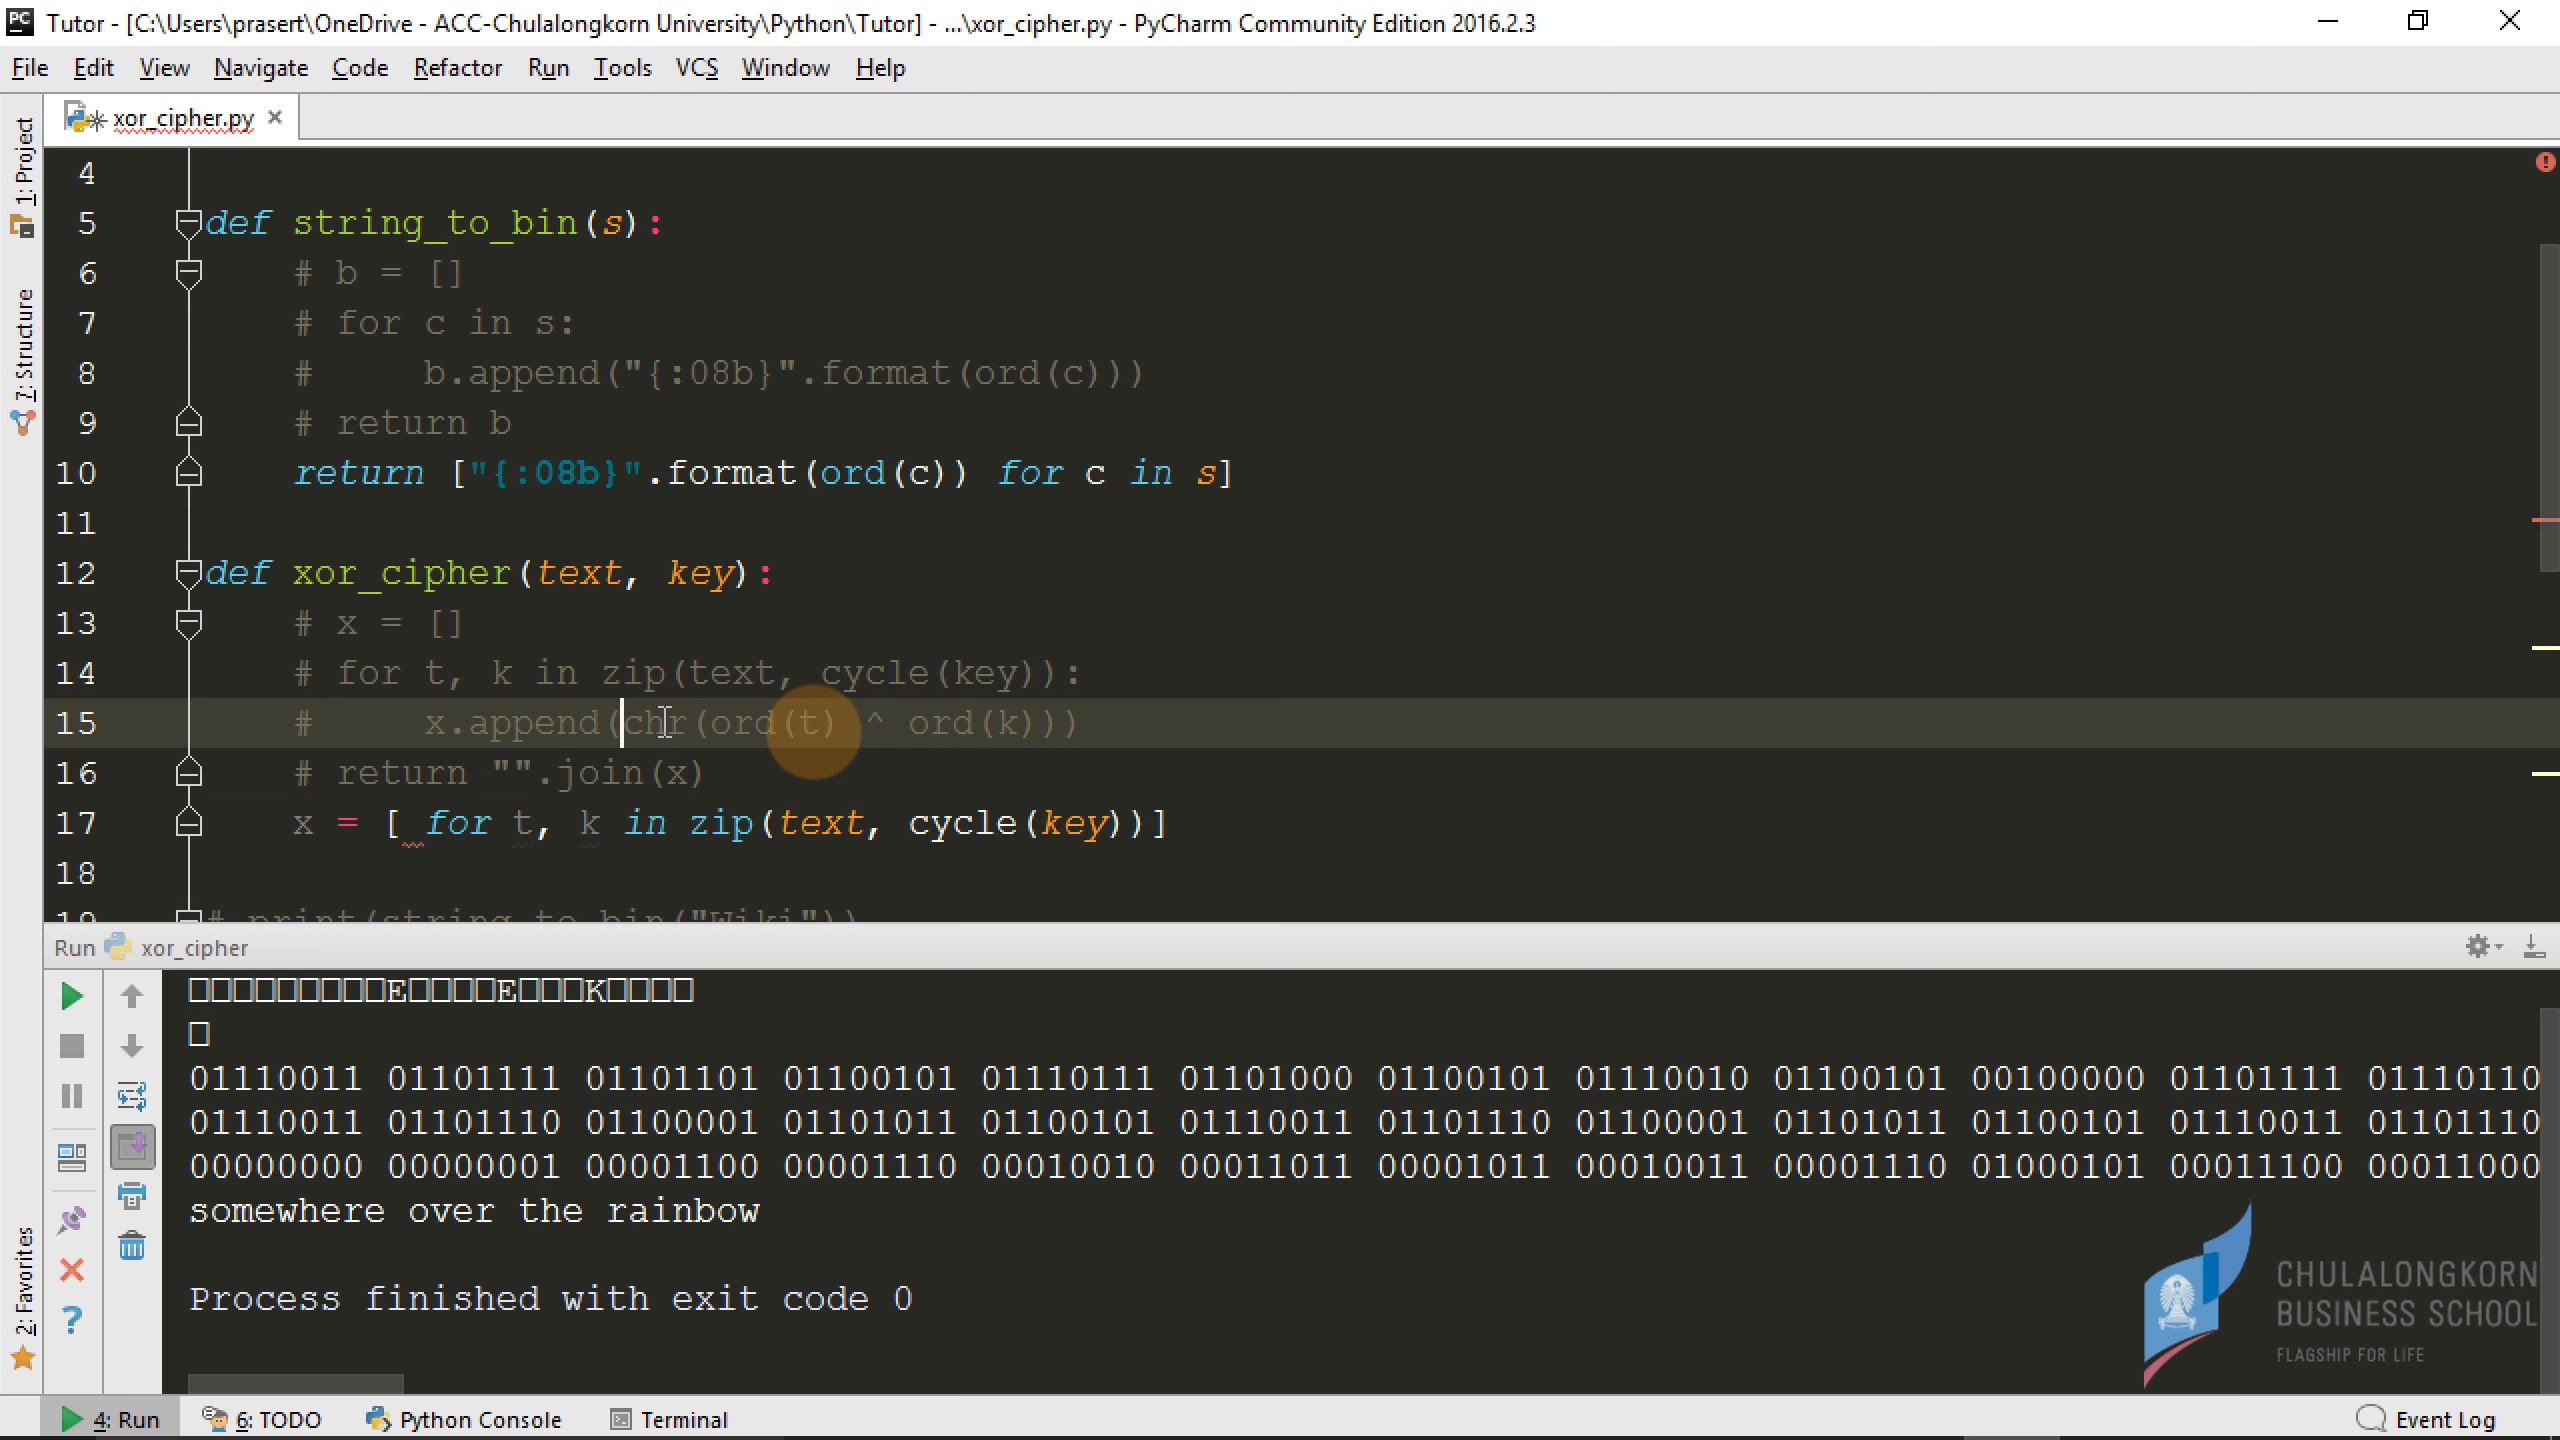 Tutor - [C:\Users\prasert\OneDrive - ACC-Chulalongkorn University\Python\Tutor] - ...\xor_cipher.py - PyCharm Community Edition 2016.2.3
File Edit View Navigate Code Refactor Run Tools VCS Window Help
xor_cipher.py
1: Project
7: Structure
2: Favorites
4
5 def string_to_bin(s):
6 # b = []
7 # for c in s:
8 #     b.append("{:08b}".format(ord(c)))
9 # return b
10 return ["{:08b}".format(ord(c)) for c in s]
11
12 def xor_cipher(text, key):
13 # x = []
14 # for t, k in zip(text, cycle(key)):
15 #     x.append(chr(ord(t) ^ ord(k)))
16 # return "".join(x)
17 x = [ for t, k in zip(text, cycle(key))]
18
19 # print(string_to_bin("Wiki"))
Run xor_cipher
□□□□□□□□□E□□□□E□□□K□□□□
□
01110011 01101111 01101101 01100101 01110111 01101000 01100101 01110010 01100101 00100000 01101111 01110110
01110011 01101110 01100001 01101011 01100101 01110011 01101110 01100001 01101011 01100101 01110011 01101110
00000000 00000001 00001100 00001110 00010010 00011011 00001011 00010011 00001110 01000101 00011100 00011000
somewhere over the rainbow
Process finished with exit code 0
CHULALONGKORN
BUSINESS SCHOOL
FLAGSHIP FOR LIFE
4: Run 6: TODO Python Console Terminal Event Log